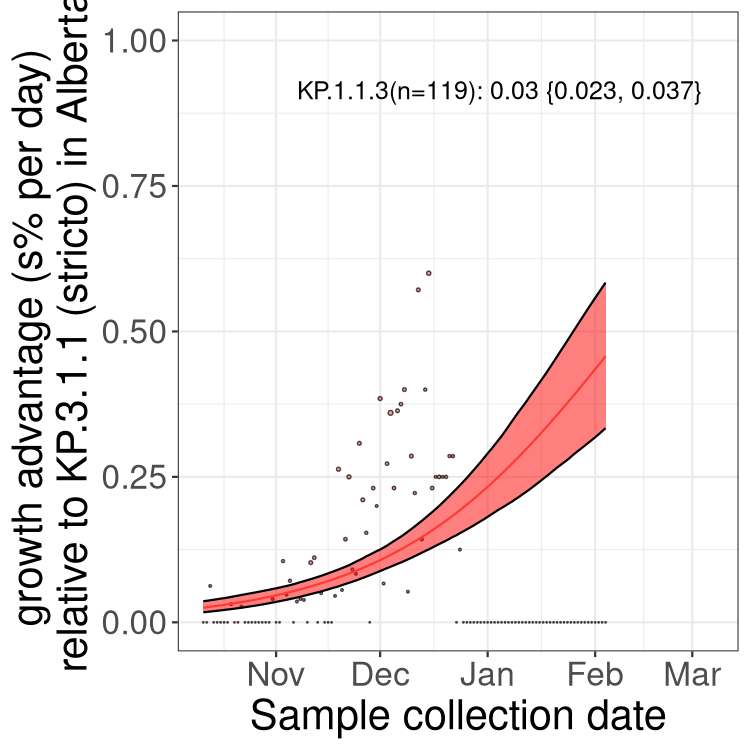 growth advantage (s% per day)
relative to KP.3.1.1 (stricto) in Alberta
1.00
0.75
0.50
0.25
0.00
KP.1.1.3(n=119): 0.03 {0.023, 0.037}
Nov Dec Jan Feb Mar
Sample collection date